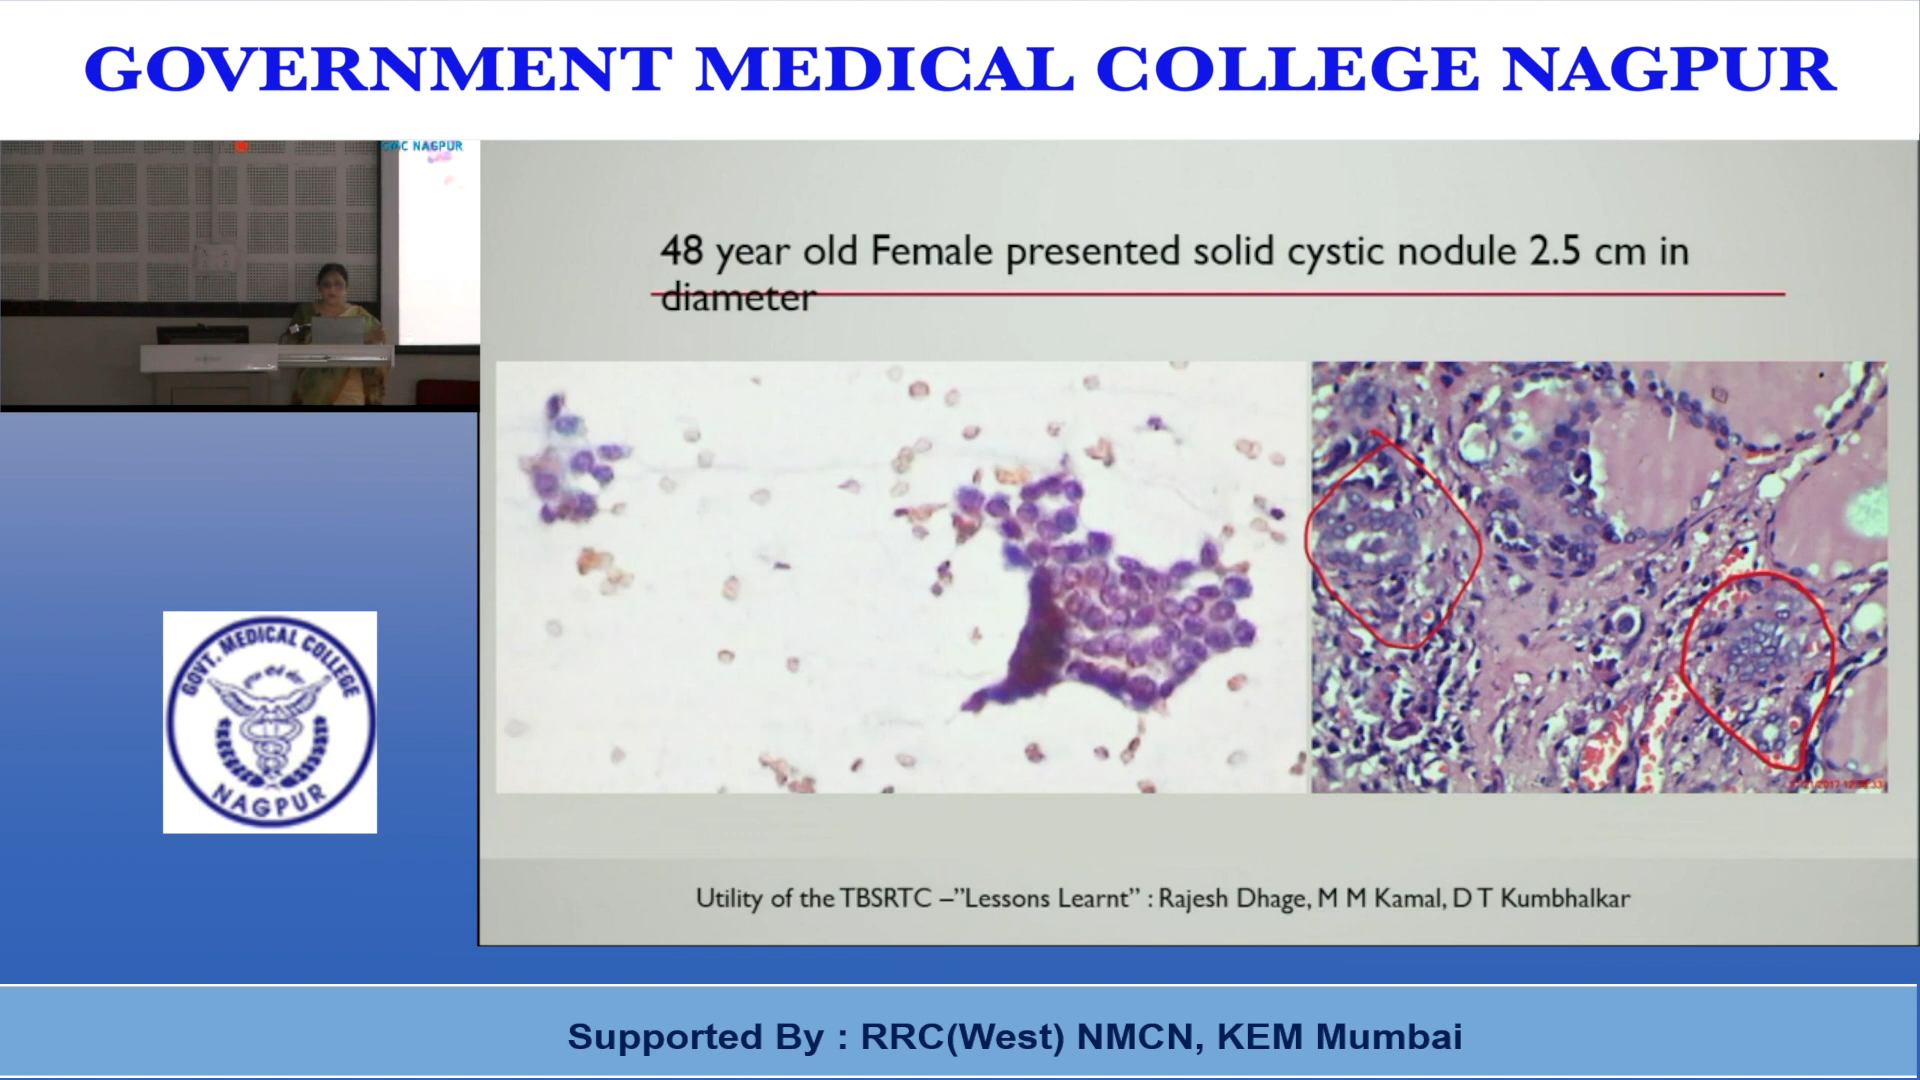 GOVERNMENT MEDICAL COLLEGE NAGPUR
GMC NAGPUR
48 year old Female presented solid cystic nodule 2.5 cm in
diameter
GOVT. MEDICAL COLLEGE
NAGPUR
Utility of the TBSRTC –”Lessons Learnt” : Rajesh Dhage, M M Kamal, D T Kumbhalkar
Supported By : RRC(West) NMCN, KEM Mumbai